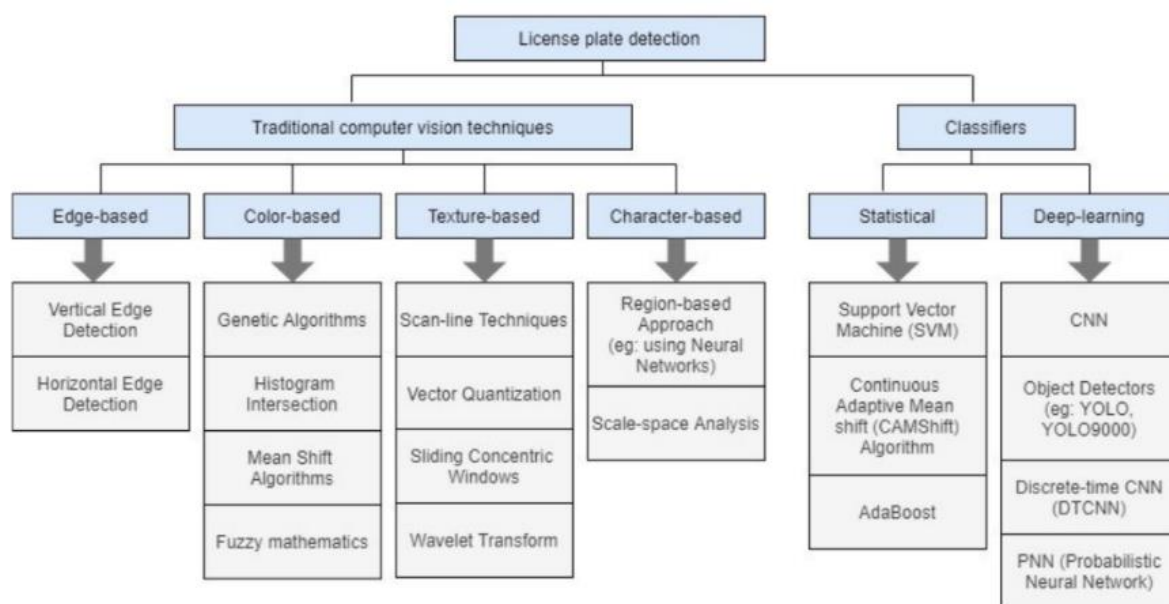 License plate detection
Traditional computer vision techniques
Classifiers
Edge-based
Color-based
Texture-based
Character-based
Statistical
Deep-learning
Vertical Edge
Detection
Horizontal Edge
Detection
Genetic Algorithms
Histogram
Intersection
Mean Shift
Algorithms
Fuzzy mathematics
Scan-line Techniques
Vector Quantization
Sliding Concentric
Windows
Wavelet Transform
Region-based
Approach
(eg: using Neural
Networks)
Scale-space Analysis
Support Vector
Machine (SVM)
Continuous
Adaptive Mean
shift (CAMShift)
Algorithm
AdaBoost
CNN
Object Detectors
(eg: YOLO,
YOLO9000)
Discrete-time CNN
(DTCNN)
PNN (Probabilistic
Neural Network)